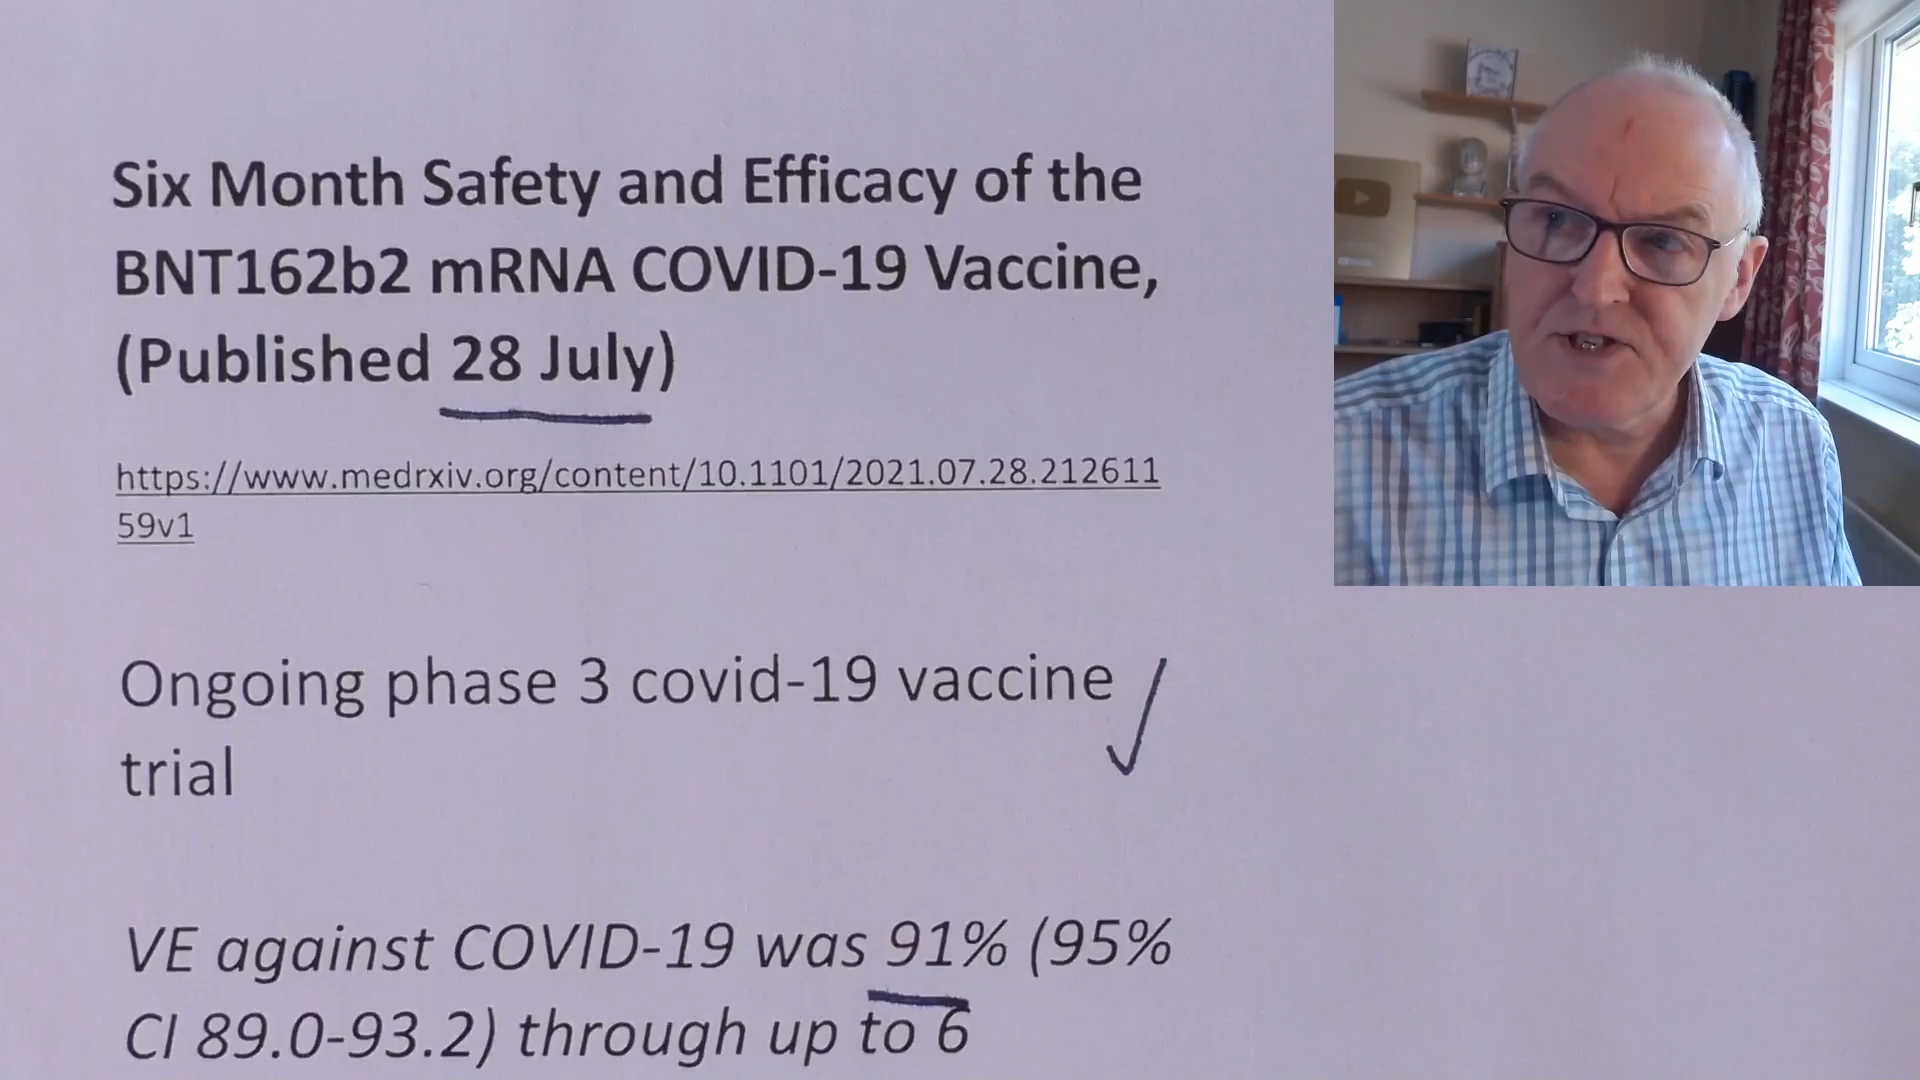 Six Month Safety and Efficacy of the
BNT162b2 mRNA COVID-19 Vaccine,
(Published 28 July)
https://www.medrxiv.org/content/10.1101/2021.07.28.212611
59v1
Ongoing phase 3 covid-19 vaccine
trial
VE against COVID-19 was 91% (95%
CI 89.0-93.2) through up to 6